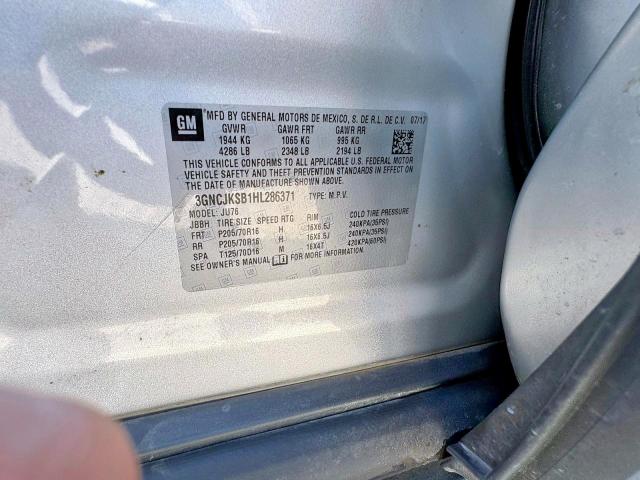 GM
MFD BY GENERAL MOTORS DE MEXICO, S. DE R.L. DE C.V. 07/17
GVWR GAWR FRT GAWR RR
1944 KG 1065 KG 995 KG
4286 LB 2348 LB 2194 LB
THIS VEHICLE CONFORMS TO ALL APPLICABLE U.S. FEDERAL MOTOR
VEHICLE SAFETY AND THEFT PREVENTION STANDARDS IN EFFECT ON
THE DATE OF MANUFACTURE SHOWN ABOVE.
3GNCJKSB1HL286371 TYPE: M.P.V.
MODEL: JU76
JBBH TIRE SIZE SPEED RTG RIM COLD TIRE PRESSURE
FRT P205/70R16 H 16X6.5J 240KPA(35PSI)
RR P205/70R16 H 16X6.5J 240KPA(35PSI)
SPA T125/70D16 M 16X4T 420KPA(60PSI)
SEE OWNER'S MANUAL FOR MORE INFORMATION.